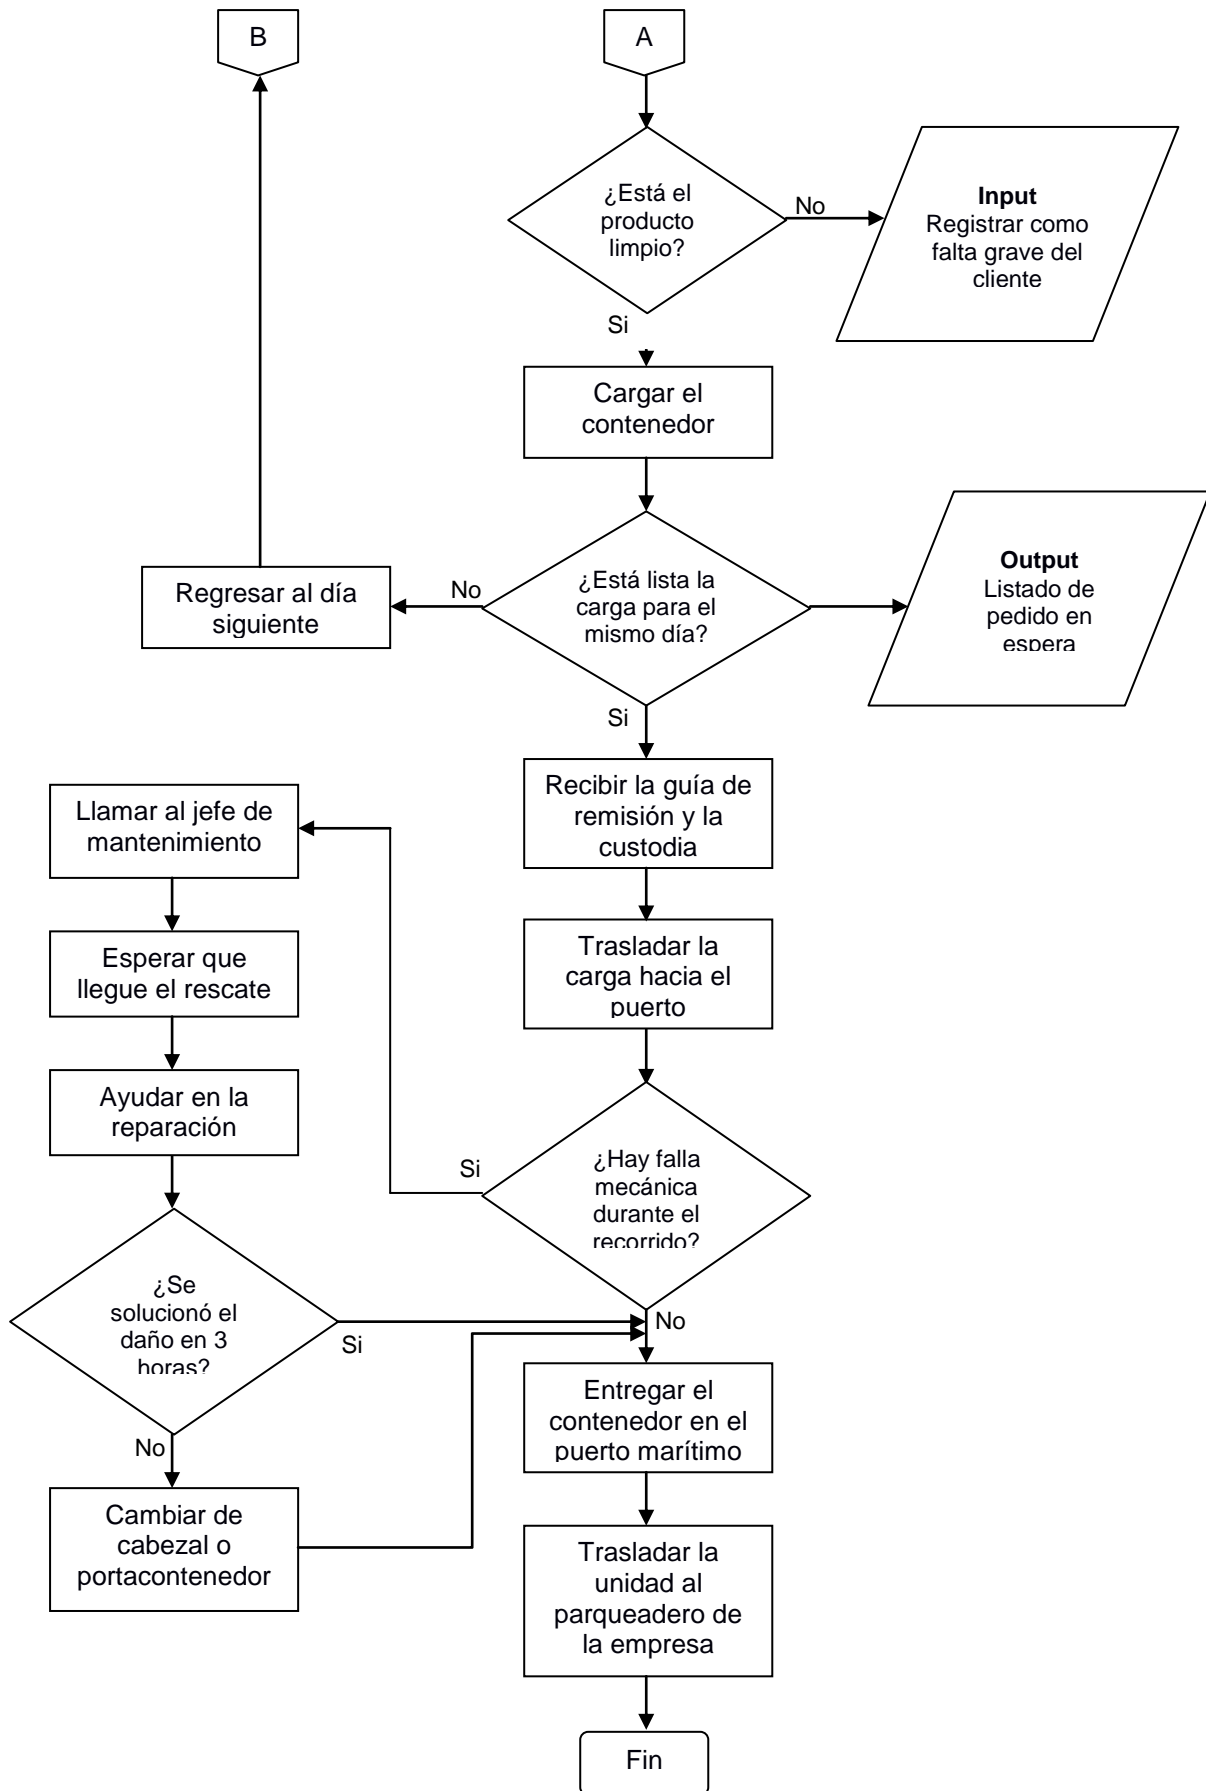 B
A
¿Está el
producto
limpio?
No
Input
Registrar como
falta grave del
cliente
Si
Cargar el
contenedor
¿Está lista la
carga para el
mismo día?
No
Regresar al día
siguiente
Output
Listado de
pedido en
espera
Si
Recibir la guía de
remisión y la
custodia
Trasladar la
carga hacia el
puerto
¿Hay falla
mecánica
durante el
recorrido?
Si
Llamar al jefe de
mantenimiento
Esperar que
llegue el rescate
Ayudar en la
reparación
¿Se
solucionó el
daño en 3
horas?
Si
No
No
Cambiar de
cabezal o
portacontenedor
Entregar el
contenedor en el
puerto marítimo
Trasladar la
unidad al
parqueadero de
la empresa
Fin